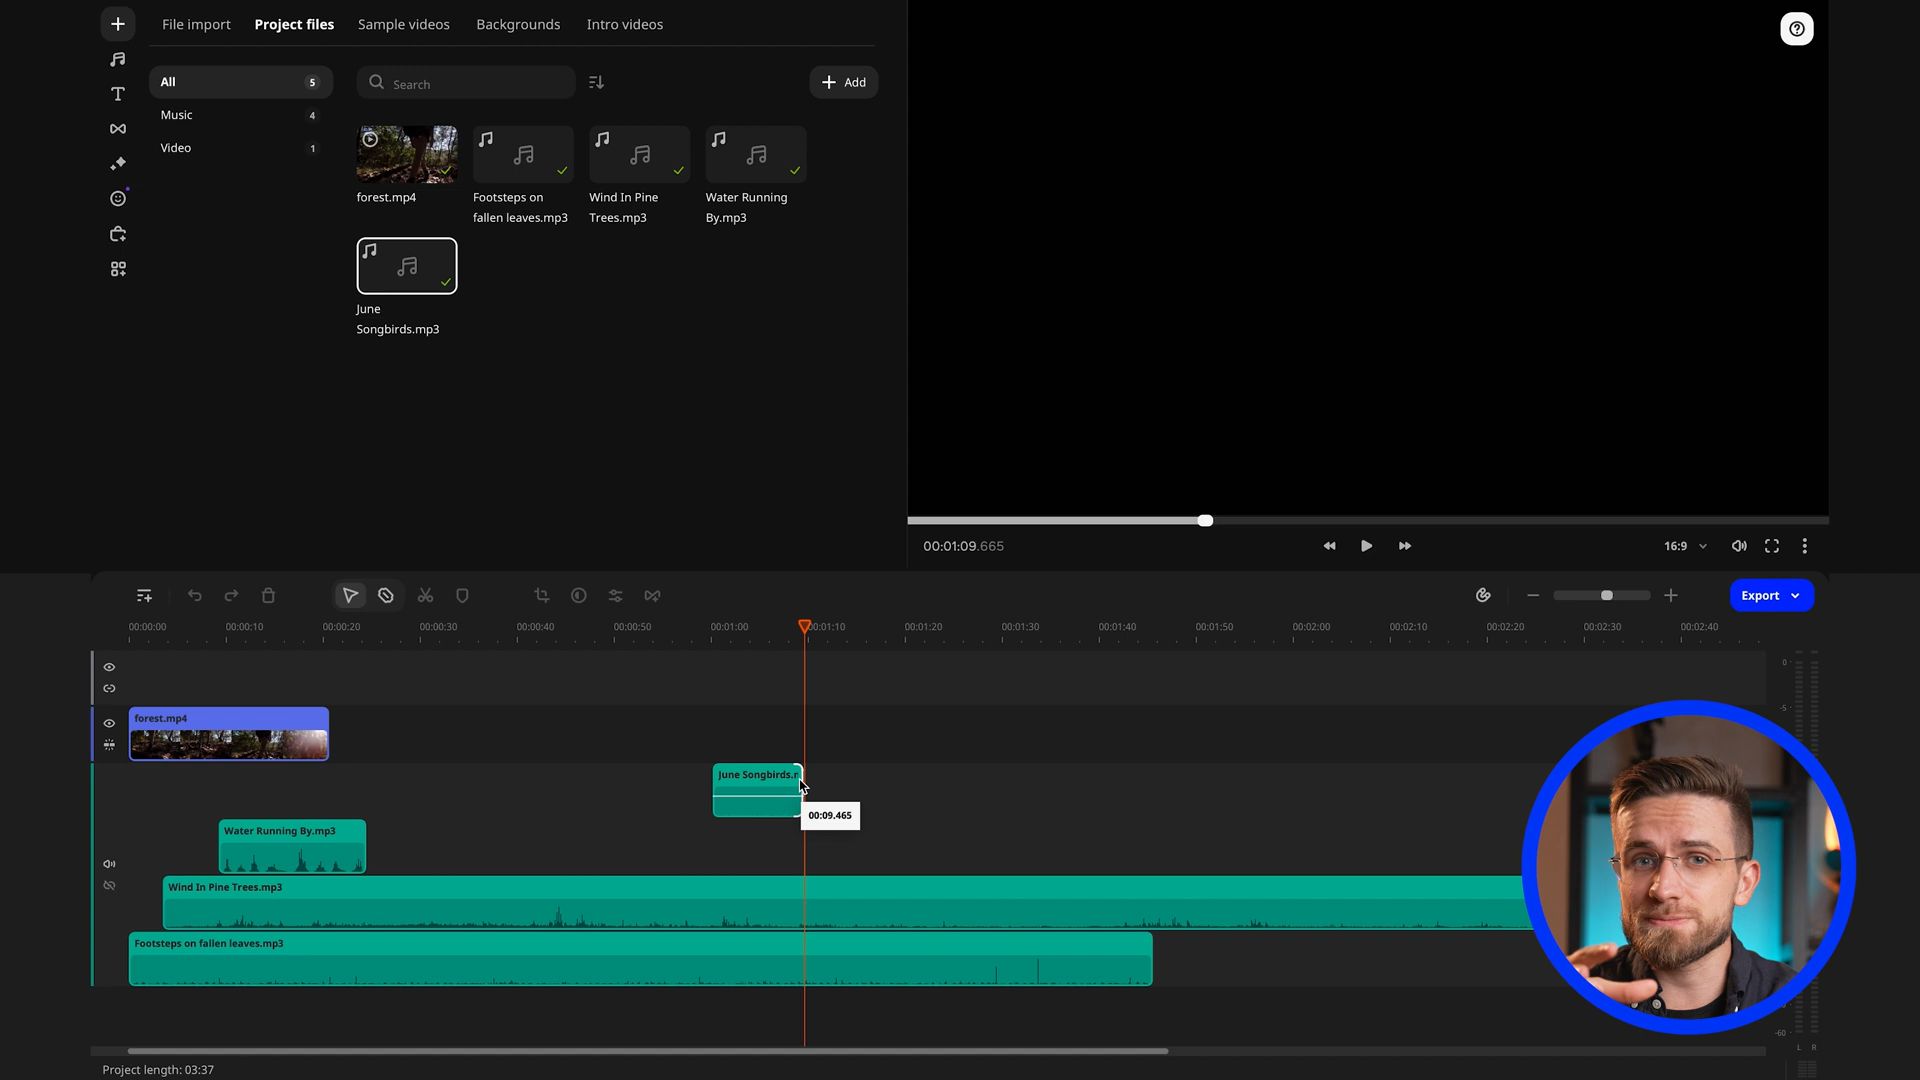 File import
Project files
Sample videos
Backgrounds
Intro videos
All 5
Search
Add
Music 4
Video 1
forest.mp4
Footsteps on
fallen leaves.mp3
Wind In Pine
Trees.mp3
Water Running
By.mp3
June
Songbirds.mp3
00:01:09.665
16:9
Export
00:00:00
00:00:10
00:00:20
00:00:30
00:00:40
00:00:50
00:01:00
00:01:10
00:01:20
00:01:30
00:01:40
00:01:50
00:02:00
00:02:10
00:02:20
00:02:30
00:02:40
0
-5
forest.mp4
June Songbirds.m
00:09.465
Water Running By.mp3
Wind In Pine Trees.mp3
Footsteps on fallen leaves.mp3
-60
L R
Project length: 03:37